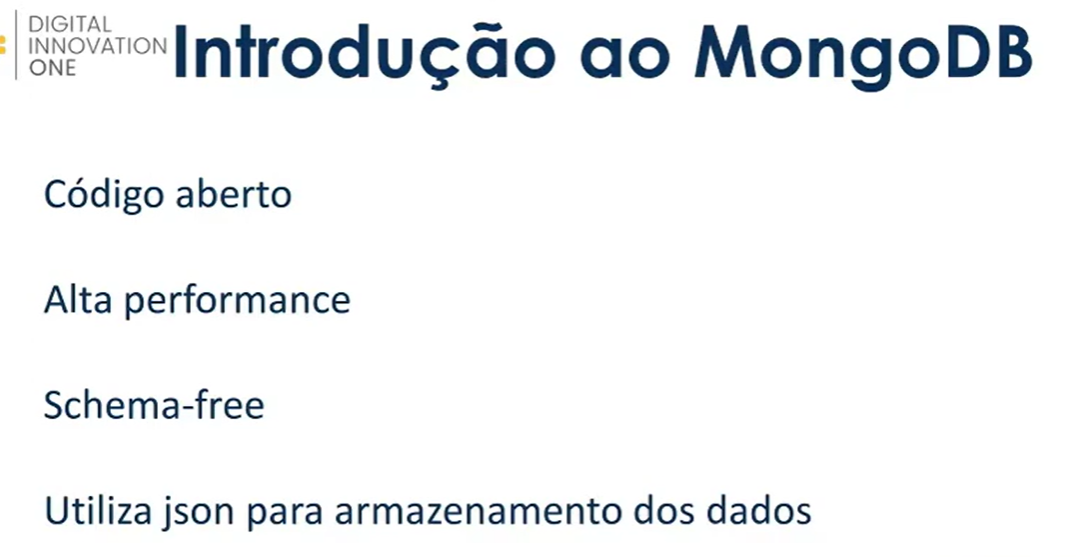 DIGITAL
INNOVATION
ONE
Introdução ao MongoDB
Código aberto
Alta performance
Schema-free
Utiliza json para armazenamento dos dados